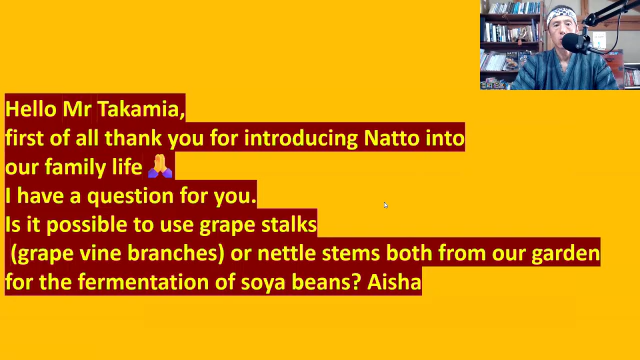 Hello Mr Takamia,
first of all thank you for introducing Natto into
our family life 🙏
I have a question for you.
Is it possible to use grape stalks
(grape vine branches) or nettle stems both from our garden
for the fermentation of soya beans? Aisha